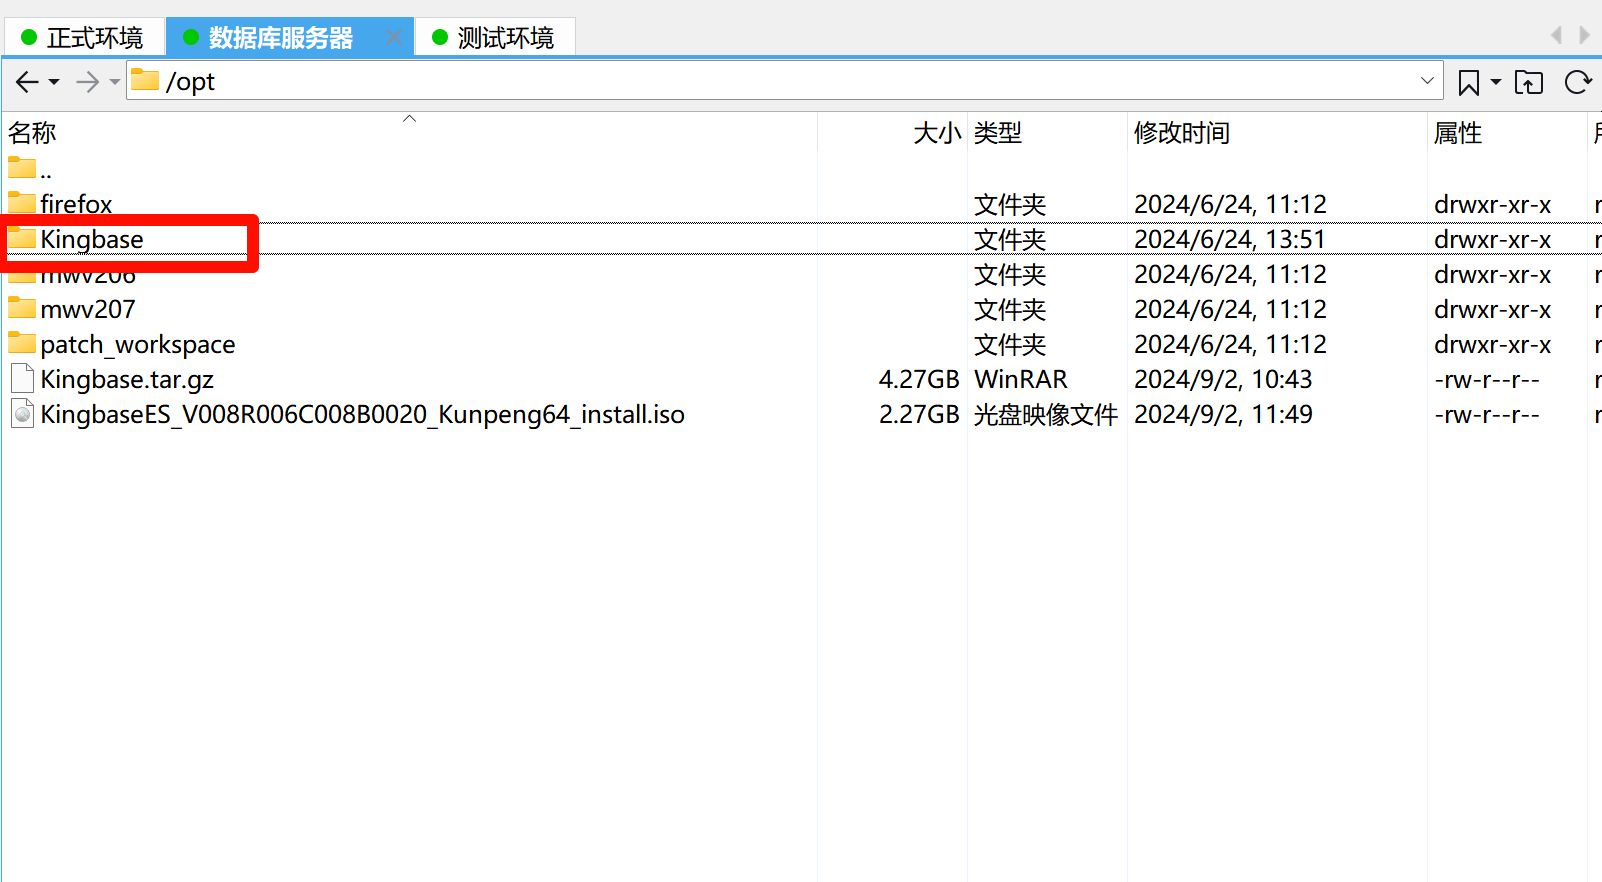 正式环境 数据库服务器 测试环境
/opt
名称 大小 类型 修改时间 属性
..
firefox 文件夹 2024/6/24, 11:12 drwxr-xr-x r
Kingbase 文件夹 2024/6/24, 13:51 drwxr-xr-x r
mwv206 文件夹 2024/6/24, 11:12 drwxr-xr-x r
mwv207 文件夹 2024/6/24, 11:12 drwxr-xr-x r
patch_workspace 文件夹 2024/6/24, 11:12 drwxr-xr-x r
Kingbase.tar.gz 4.27GB WinRAR 2024/9/2, 10:43 -rw-r--r-- r
KingbaseES_V008R006C008B0020_Kunpeng64_install.iso 2.27GB 光盘映像文件 2024/9/2, 11:49 -rw-r--r-- r